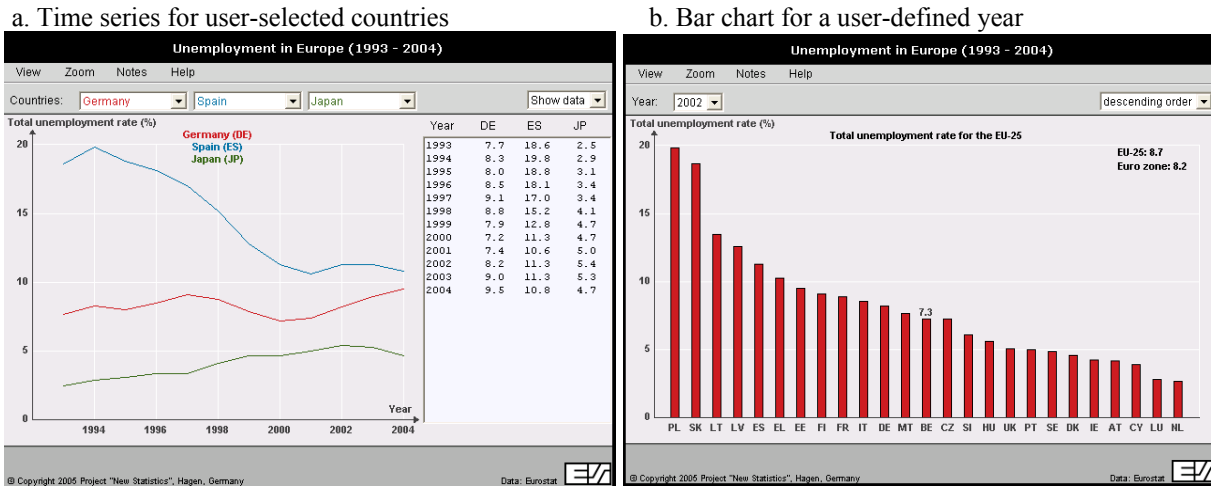 a. Time series for user-selected countries
Unemployment in Europe (1993 - 2004)
View Zoom Notes Help
Countries: Germany Spain Japan Show data
Total unemployment rate (%)
Germany (DE)
Spain (ES)
Japan (JP)
20
15
10
5
0
1994 1996 1998 2000 2002 2004
Year
Year DE ES JP
1993 7.7 18.6 2.5
1994 8.3 19.8 2.9
1995 8.0 18.8 3.1
1996 8.5 18.1 3.4
1997 9.1 17.0 3.4
1998 8.8 15.2 4.1
1999 7.9 12.8 4.7
2000 7.2 11.3 4.7
2001 7.4 10.6 5.0
2002 8.2 11.3 5.4
2003 9.0 11.3 5.3
2004 9.5 10.8 4.7
© Copyright 2005 Project "New Statistics", Hagen, Germany
Data: Eurostat
b. Bar chart for a user-defined year
Unemployment in Europe (1993 - 2004)
View Zoom Notes Help
Year: 2002 descending order
Total unemployment rate (%)
Total unemployment rate for the EU-25
EU-25: 8.7
Euro zone: 8.2
20
15
10
5
0
7.3
PL SK LT LV ES EL EE FI FR IT DE MT BE CZ SI HU UK PT SE DK IE AT CY LU NL
© Copyright 2005 Project "New Statistics", Hagen, Germany
Data: Eurostat